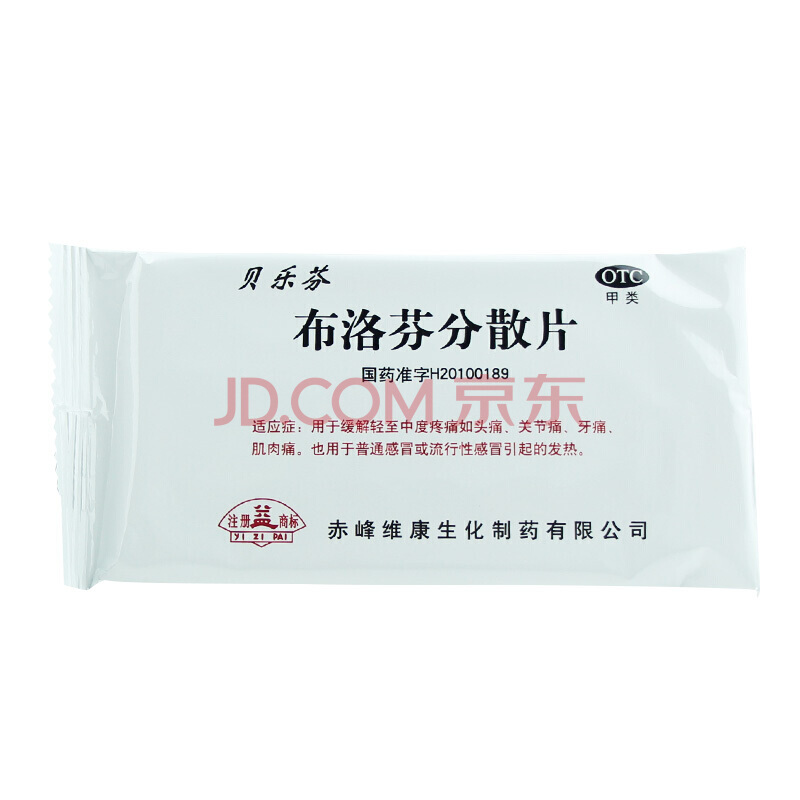 贝乐芬
OTC
甲类
布洛芬分散片
国药准字H20100189
JD.COM 京东
适应症：用于缓解轻至中度疼痛如头痛、关节痛、牙痛、
肌肉痛。也用于普通感冒或流行性感冒引起的发热。
注册 益 商标
YI ZI PAI
赤峰维康生化制药有限公司